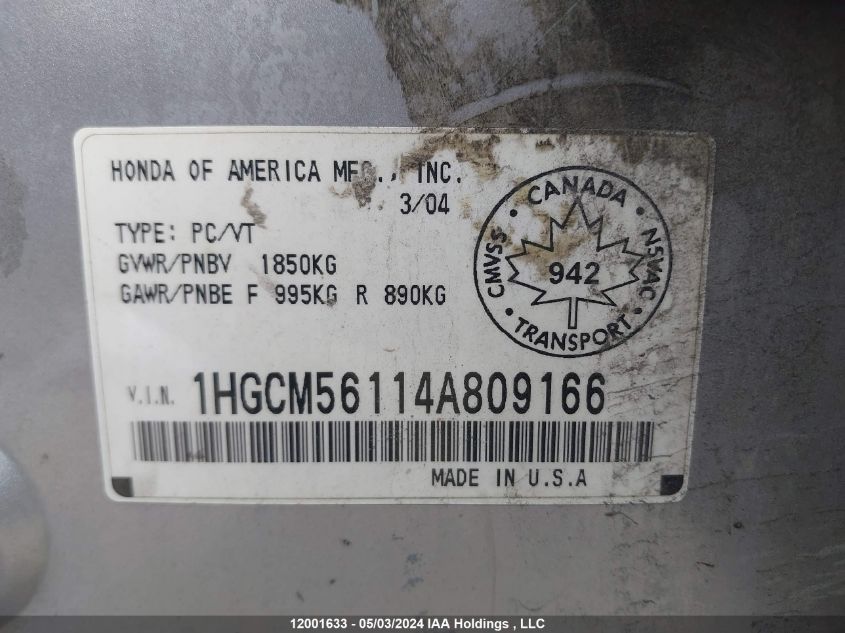 HONDA OF AMERICA MFG., INC.
3/04
TYPE: PC/VT
GVWR/PNBV 1850KG
GAWR/PNBE F 995KG R 890KG
CANADA
CMVSS • NSVAC
942
• TRANSPORT •
V.I.N. 1HGCM56114A809166
MADE IN U.S.A
12001633 - 05/03/2024 IAA Holdings , LLC